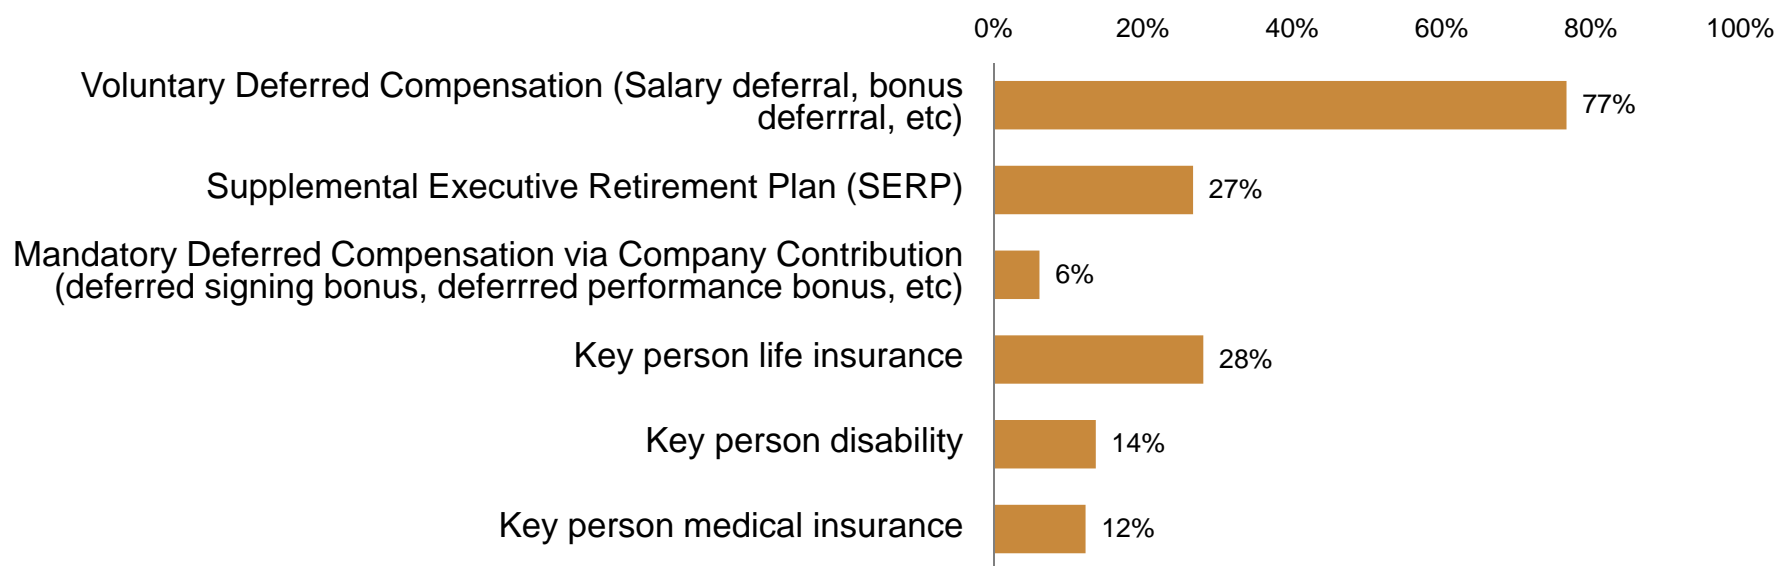 0% 20% 40% 60% 80% 100%
Voluntary Deferred Compensation (Salary deferral, bonus
deferrral, etc)
77%
Supplemental Executive Retirement Plan (SERP)
27%
Mandatory Deferred Compensation via Company Contribution
(deferred signing bonus, deferrred performance bonus, etc)
6%
Key person life insurance
28%
Key person disability
14%
Key person medical insurance
12%